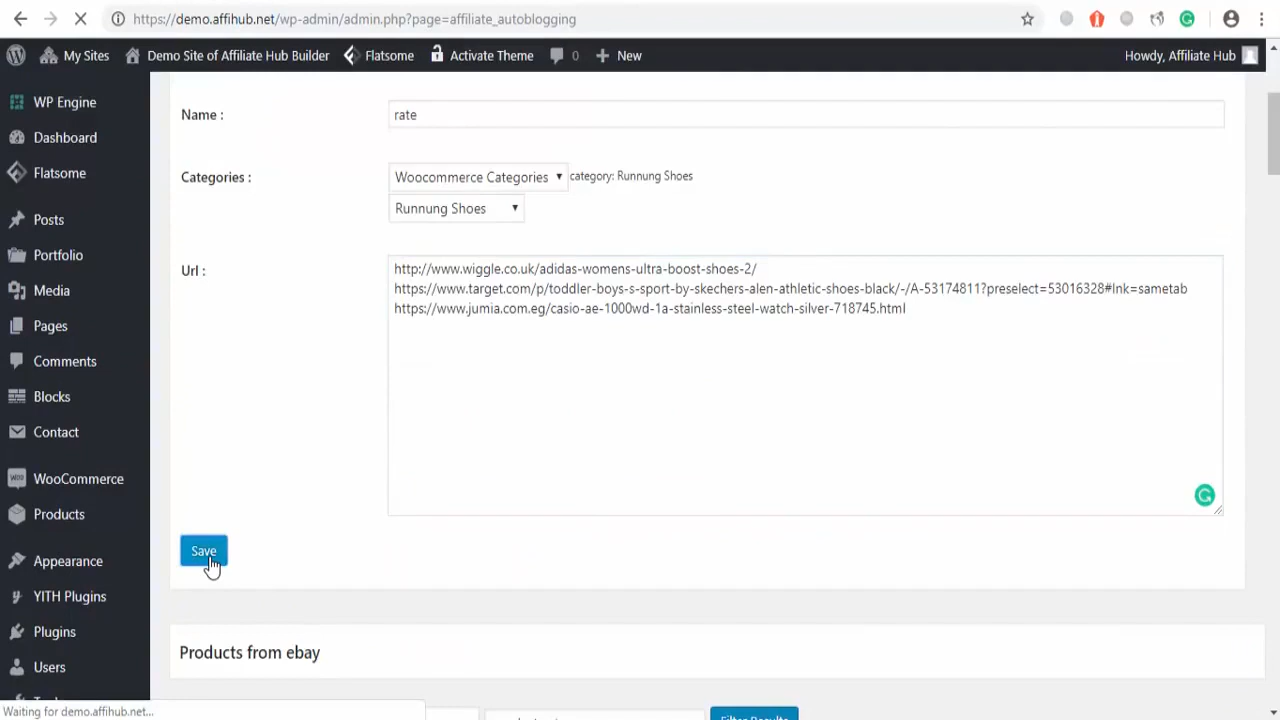 https://demo.affihub.net/wp-admin/admin.php?page=affiliate_autoblogging
My Sites
Demo Site of Affiliate Hub Builder
Flatsome
Activate Theme
0
New
Howdy, Affiliate Hub
WP Engine
Dashboard
Flatsome
Posts
Portfolio
Media
Pages
Comments
Blocks
Contact
WooCommerce
Products
Appearance
YITH Plugins
Plugins
Users
Name :
rate
Categories :
Woocommerce Categories
category: Runnung Shoes
Runnung Shoes
Url :
http://www.wiggle.co.uk/adidas-womens-ultra-boost-shoes-2/
https://www.target.com/p/toddler-boys-s-sport-by-skechers-alen-athletic-shoes-black/-/A-53174811?preselect=53016328#lnk=sametab
https://www.jumia.com.eg/casio-ae-1000wd-1a-stainless-steel-watch-silver-718745.html
Save
Products from ebay
Filter Results
Waiting for demo.affihub.net...